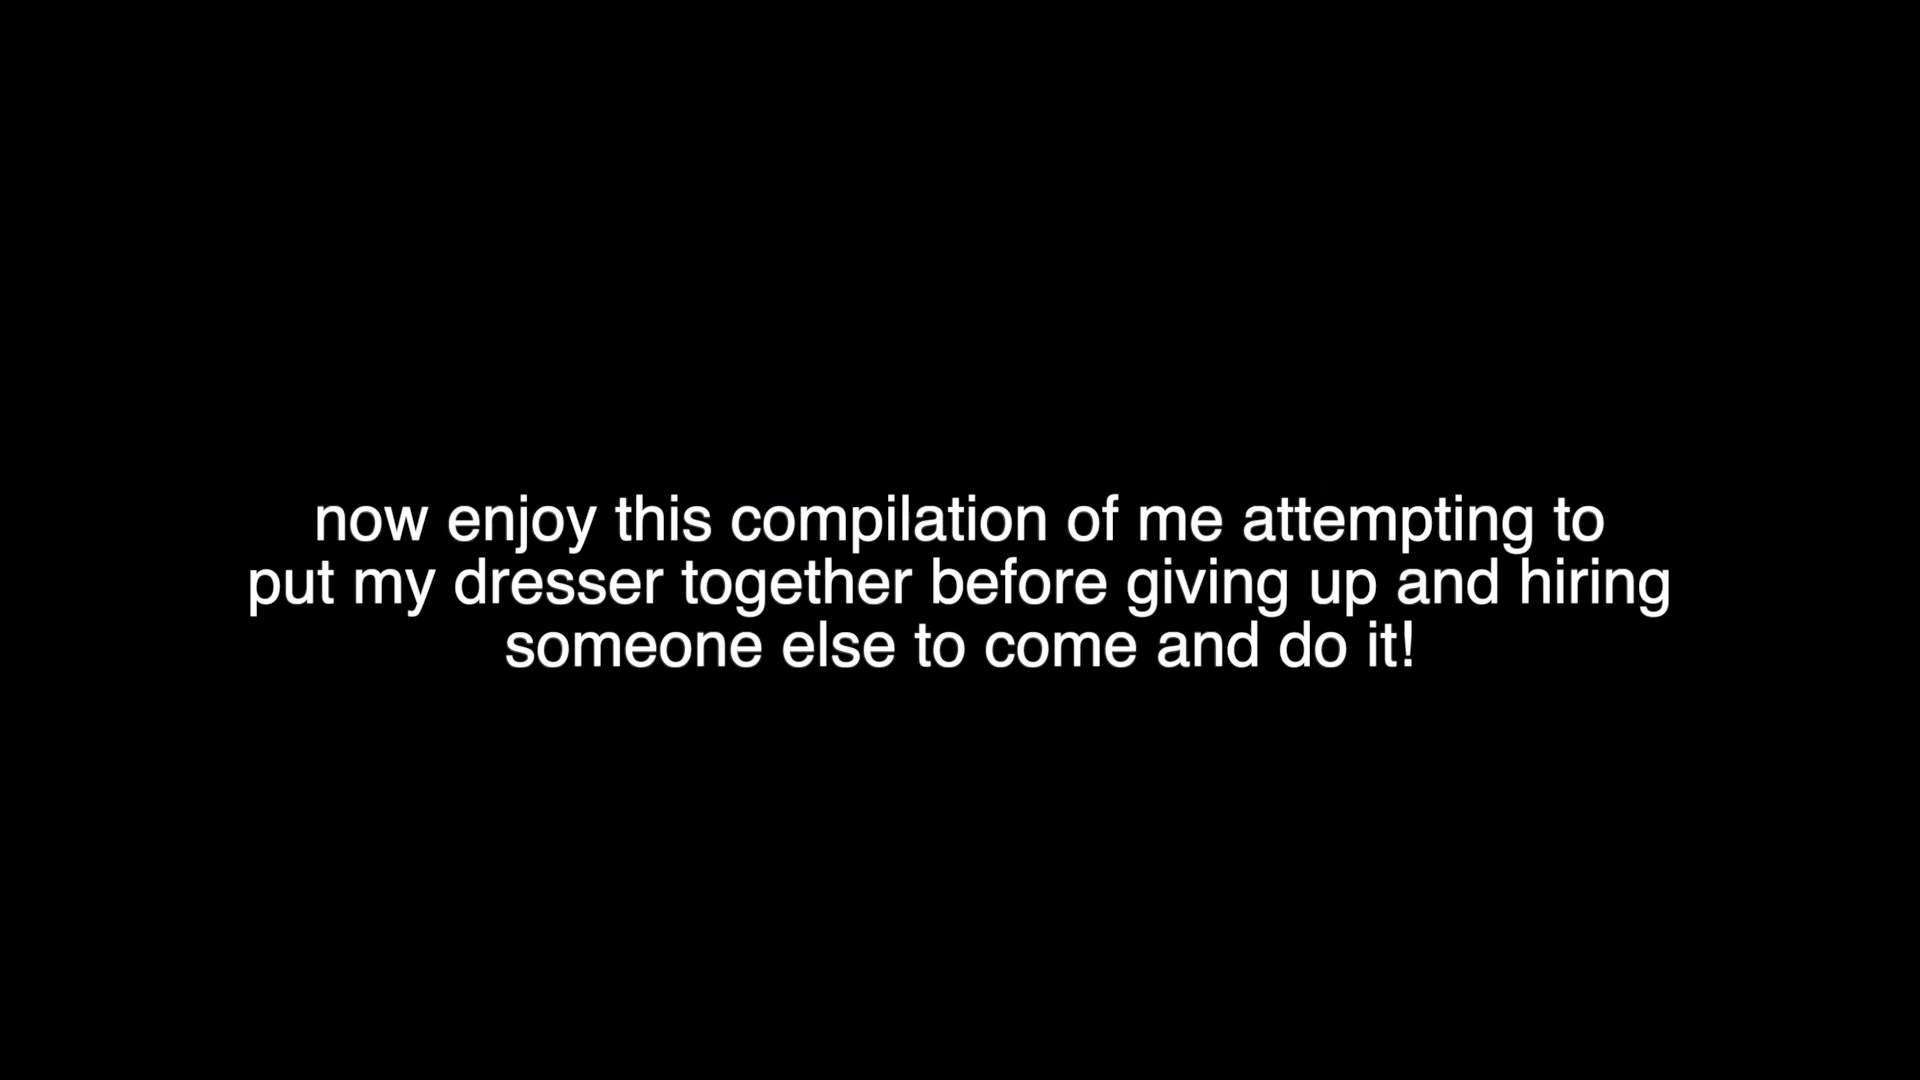 now enjoy this compilation of me attempting to
put my dresser together before giving up and hiring
someone else to come and do it!